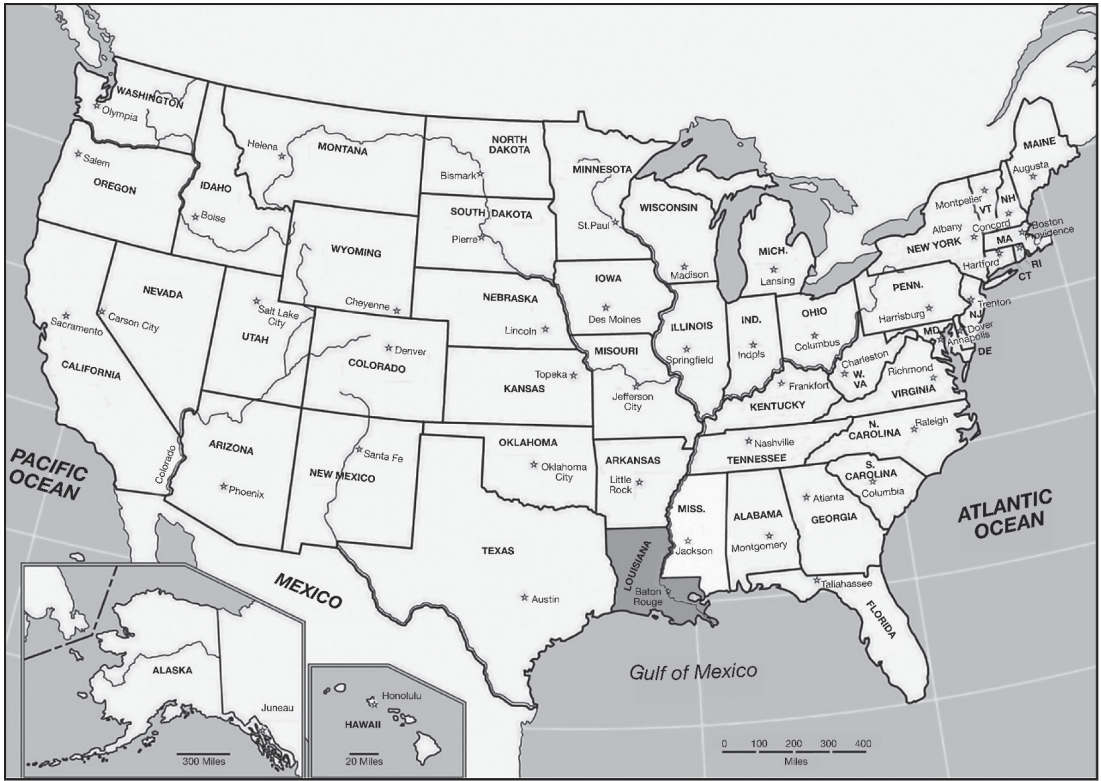 WASHINGTON
Olympia
Salem
OREGON
IDAHO
Boise
Helena
MONTANA
NORTH
DAKOTA
Bismark
SOUTH DAKOTA
Pierre
MINNESOTA
St.Paul
WISCONSIN
Madison
MICH.
Lansing
WYOMING
Cheyenne
NEBRASKA
Lincoln
IOWA
Des Moines
ILLINOIS
Springfield
IND.
Indpls
OHIO
Columbus
PENN.
Harrisburg
NEW YORK
Albany
Montpelier
VT
NH
Concord
MAINE
Augusta
MA
Boston
Providence
Hartford
RI
CT
Trenton
NJ
MD
Dover
Annapolis
DE
NEVADA
Carson City
Sacramento
CALIFORNIA
Salt Lake
City
UTAH
Denver
COLORADO
Topeka
KANSAS
MISOURI
Jefferson
City
Frankfort
KENTUCKY
Charleston
W.
VA
Richmond
VIRGINIA
Nashville
TENNESSEE
N.
CAROLINA
Raleigh
S.
CAROLINA
Columbia
Colorado
ARIZONA
Phoenix
NEW MEXICO
Santa Fe
OKLAHOMA
Oklahoma
City
ARKANSAS
Little
Rock
MISS.
Jackson
ALABAMA
Montgomery
Atlanta
GEORGIA
TEXAS
Austin
LOUISIANA
Baton
Rouge
Tallahassee
FLORIDA
PACIFIC
OCEAN
ATLANTIC
OCEAN
MEXICO
Gulf of Mexico
ALASKA
Juneau
300 Miles
Honolulu
HAWAII
20 Miles
0 100 200 300 400
Miles